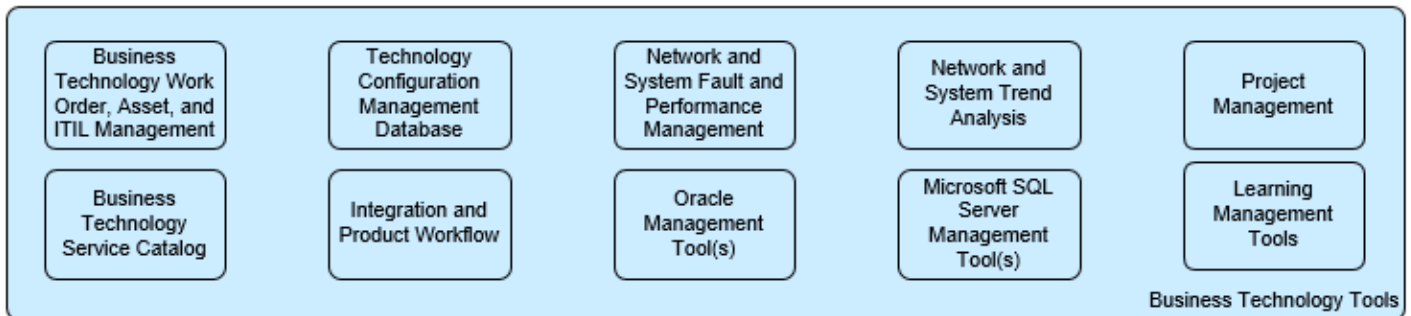 Business
Technology Work
Order, Asset, and
ITIL Management
Technology
Configuration
Management
Database
Network and
System Fault and
Performance
Management
Network and
System Trend
Analysis
Project
Management
Business
Technology
Service Catalog
Integration and
Product Workflow
Oracle
Management
Tool(s)
Microsoft SQL
Server
Management
Tool(s)
Learning
Management
Tools
Business Technology Tools